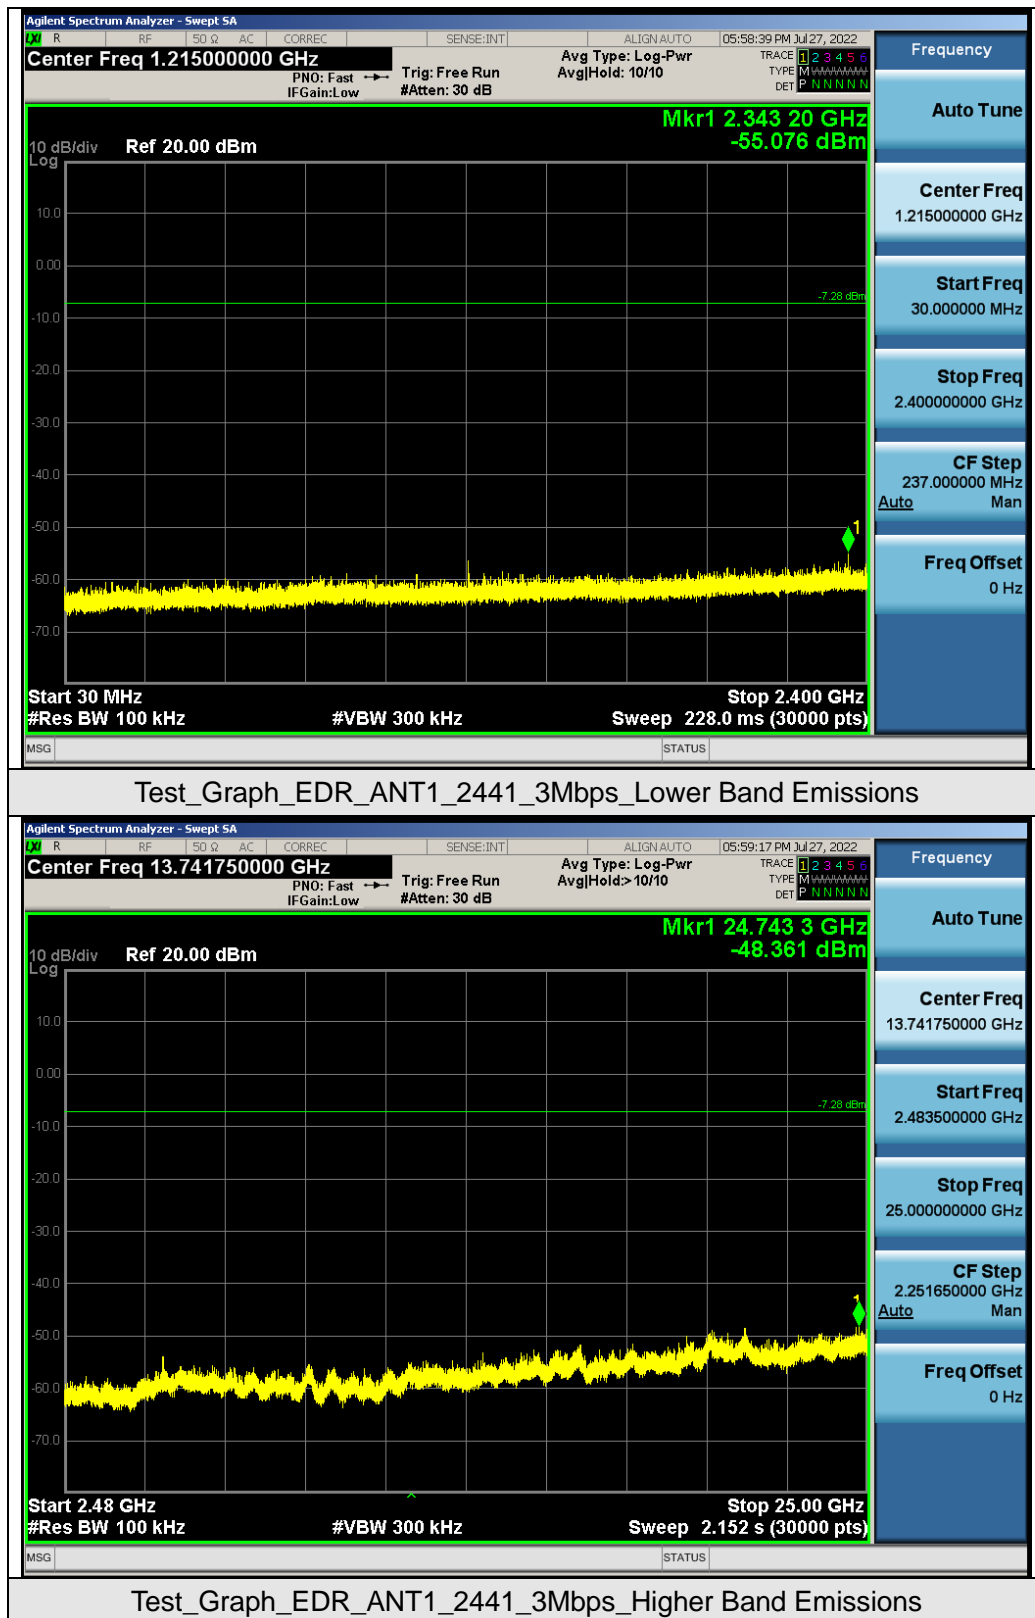 Agilent Spectrum Analyzer - Swept SA
LXI R RF 50 Ω AC CORREC SENSE:INT ALIGN AUTO 05:58:39 PM Jul 27, 2022
Center Freq 1.215000000 GHz
PNO: Fast
IFGain:Low
Trig: Free Run
#Atten: 30 dB
Avg Type: Log-Pwr
Avg|Hold: 10/10
TRACE 1 2 3 4 5 6
TYPE M WWWWW
DET P N N N N N
Mkr1 2.343 20 GHz
-55.076 dBm
10 dB/div Ref 20.00 dBm
Log
10.0
0.00
-7.28 dBm
-10.0
-20.0
-30.0
-40.0
-50.0
1
-60.0
-70.0
Start 30 MHz Stop 2.400 GHz
#Res BW 100 kHz #VBW 300 kHz Sweep 228.0 ms (30000 pts)
MSG STATUS
Frequency
Auto Tune
Center Freq
1.215000000 GHz
Start Freq
30.000000 MHz
Stop Freq
2.400000000 GHz
CF Step
237.000000 MHz
Auto Man
Freq Offset
0 Hz
Test_Graph_EDR_ANT1_2441_3Mbps_Lower Band Emissions
Agilent Spectrum Analyzer - Swept SA
LXI R RF 50 Ω AC CORREC SENSE:INT ALIGN AUTO 05:59:17 PM Jul 27, 2022
Center Freq 13.741750000 GHz
PNO: Fast
IFGain:Low
Trig: Free Run
#Atten: 30 dB
Avg Type: Log-Pwr
Avg|Hold:> 10/10
TRACE 1 2 3 4 5 6
TYPE M WWWWW
DET P N N N N N
Mkr1 24.743 3 GHz
-48.361 dBm
10 dB/div Ref 20.00 dBm
Log
10.0
0.00
-7.28 dBm
-10.0
-20.0
-30.0
-40.0
1
-50.0
-60.0
-70.0
Start 2.48 GHz Stop 25.00 GHz
#Res BW 100 kHz #VBW 300 kHz Sweep 2.152 s (30000 pts)
MSG STATUS
Frequency
Auto Tune
Center Freq
13.741750000 GHz
Start Freq
2.483500000 GHz
Stop Freq
25.000000000 GHz
CF Step
2.251650000 GHz
Auto Man
Freq Offset
0 Hz
Test_Graph_EDR_ANT1_2441_3Mbps_Higher Band Emissions